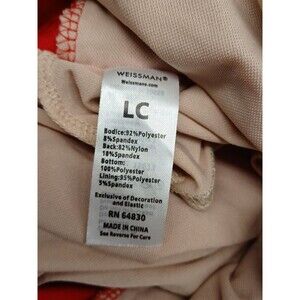 WEISSMAN®
Weissman.com
LC
Bodice:92%Polyester
8%Spandex
Back:82%Nylon
18%Spandex
Bottom:
100%Polyester
Lining:95%Polyester
5%Spandex
Exclusive of Decoration
and Elastic
RN 64830
MADE IN CHINA
See Reverse For Care